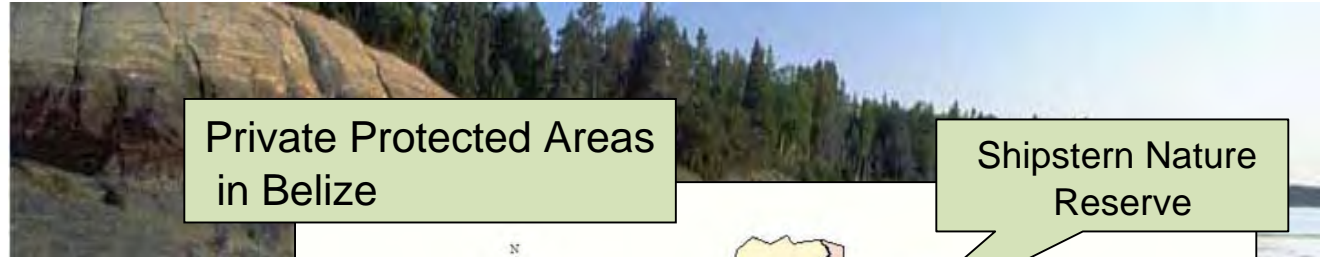 Private Protected Areas
in Belize
Shipstern Nature
Reserve
N